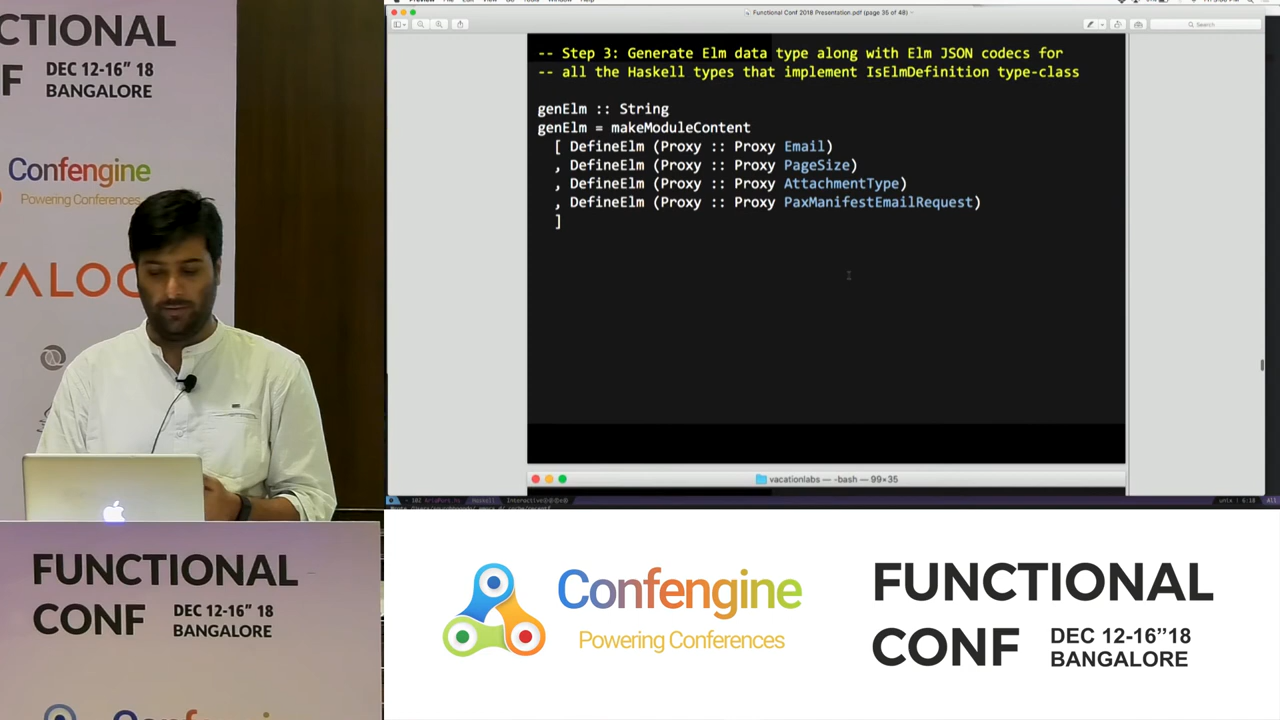 CTIONAL
F
DEC 12-16" 18
BANGALORE
Confengine
Powering Conferences
VALO
Functional Conf 2018 Presentation.pdf (page 35 of 48)
Search
-- Step 3: Generate Elm data type along with Elm JSON codecs for
-- all the Haskell types that implement IsElmDefinition type-class
genElm :: String
genElm = makeModuleContent
[ DefineElm (Proxy :: Proxy Email)
, DefineElm (Proxy :: Proxy PageSize)
, DefineElm (Proxy :: Proxy AttachmentType)
, DefineElm (Proxy :: Proxy PaxManifestEmailRequest)
]
vacationlabs — -bash — 99×35
FUNCTIONAL
CONF
DEC 12-16" 18
BANGALORE
Confengine
Powering Conferences
FUNCTIONAL
CONF
DEC 12-16"18
BANGALORE